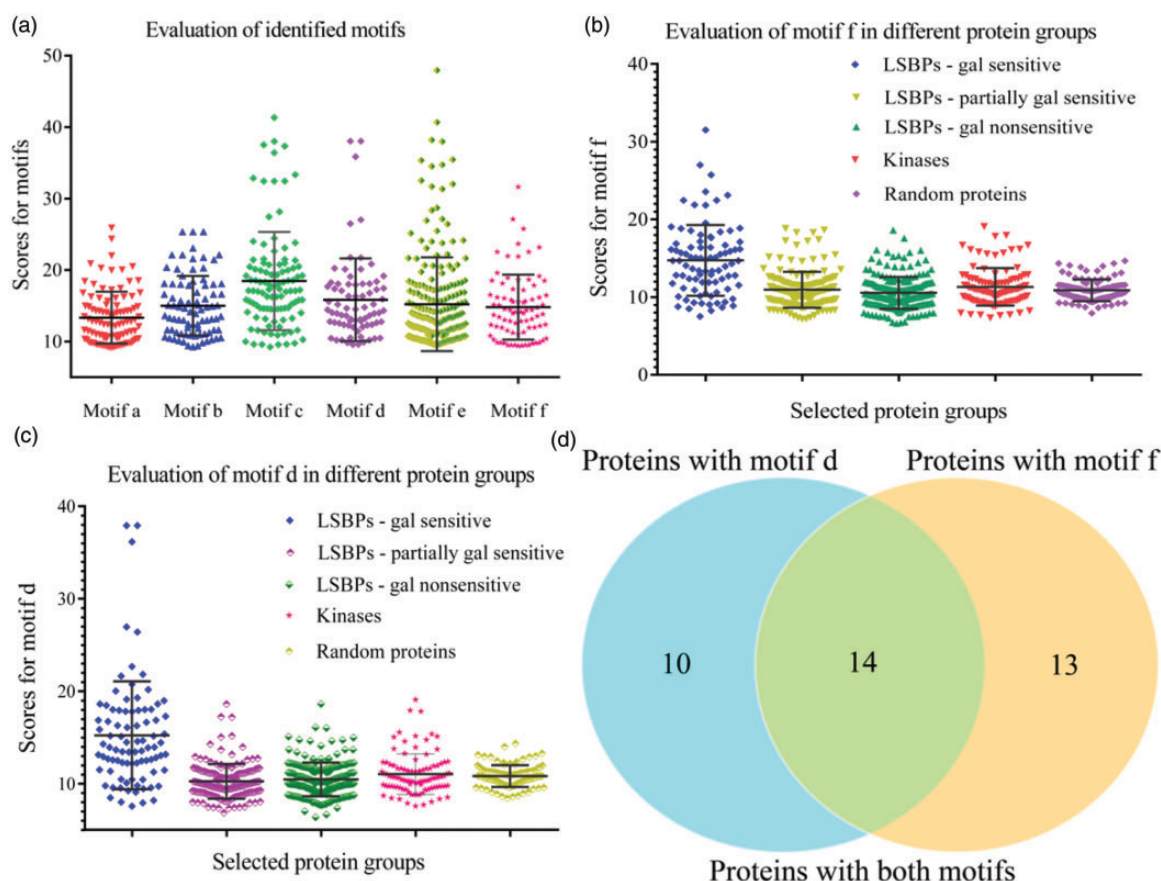 (a)
Evaluation of identified motifs
Scores for motifs
50
40
30
20
10
Motif a Motif b Motif c Motif d Motif e Motif f
(b)
Evaluation of motif f in different protein groups
LSBPs - gal sensitive
LSBPs - partially gal sensitive
LSBPs - gal nonsensitive
Kinases
Random proteins
Scores for motif f
40
30
20
10
0
Selected protein groups
(c)
Evaluation of motif d in different protein groups
LSBPs - gal sensitive
LSBPs - partially gal sensitive
LSBPs - gal nonsensitive
Kinases
Random proteins
Scores for motif d
40
30
20
10
Selected protein groups
(d)
Proteins with motif d
Proteins with motif f
10
14
13
Proteins with both motifs